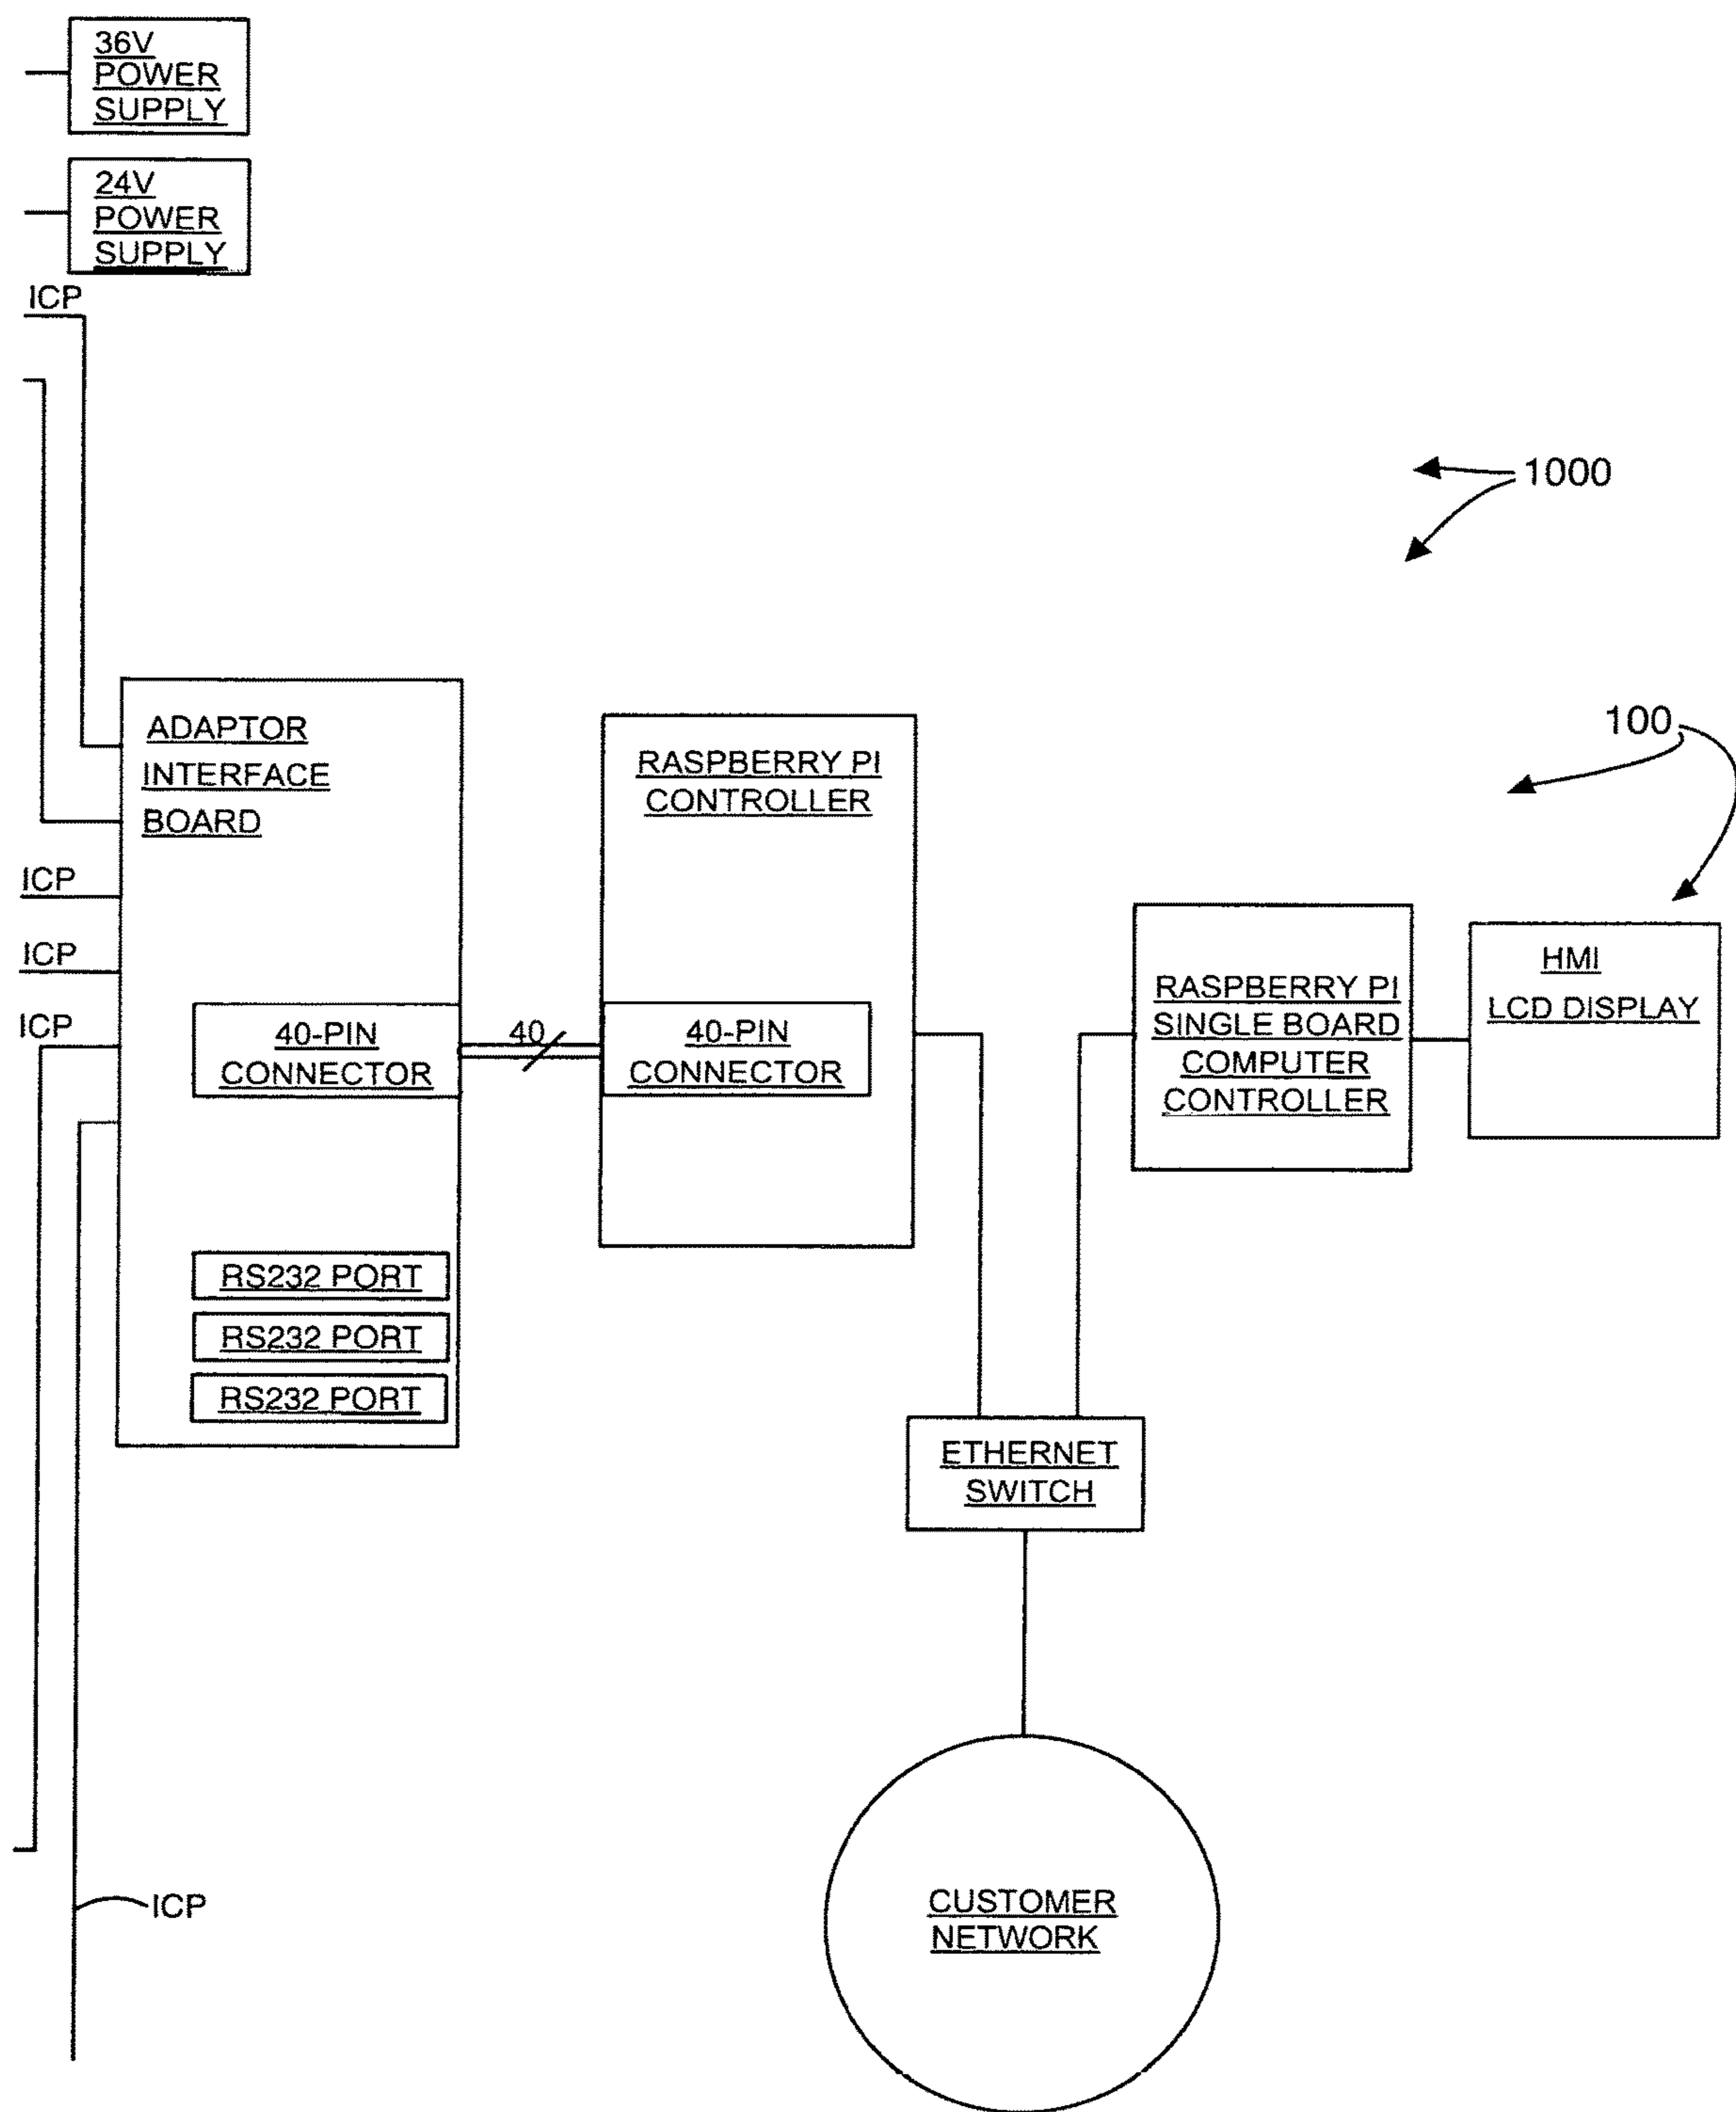 36V
POWER
SUPPLY
24V
POWER
SUPPLY
ICP
1000
100
ADAPTOR
INTERFACE
BOARD
RASPBERRY PI
CONTROLLER
ICP
ICP
ICP
40-PIN
CONNECTOR
40
40-PIN
CONNECTOR
RASPBERRY PI
SINGLE BOARD
COMPUTER
CONTROLLER
HMI
LCD DISPLAY
RS232 PORT
RS232 PORT
RS232 PORT
ETHERNET
SWITCH
ICP
CUSTOMER
NETWORK